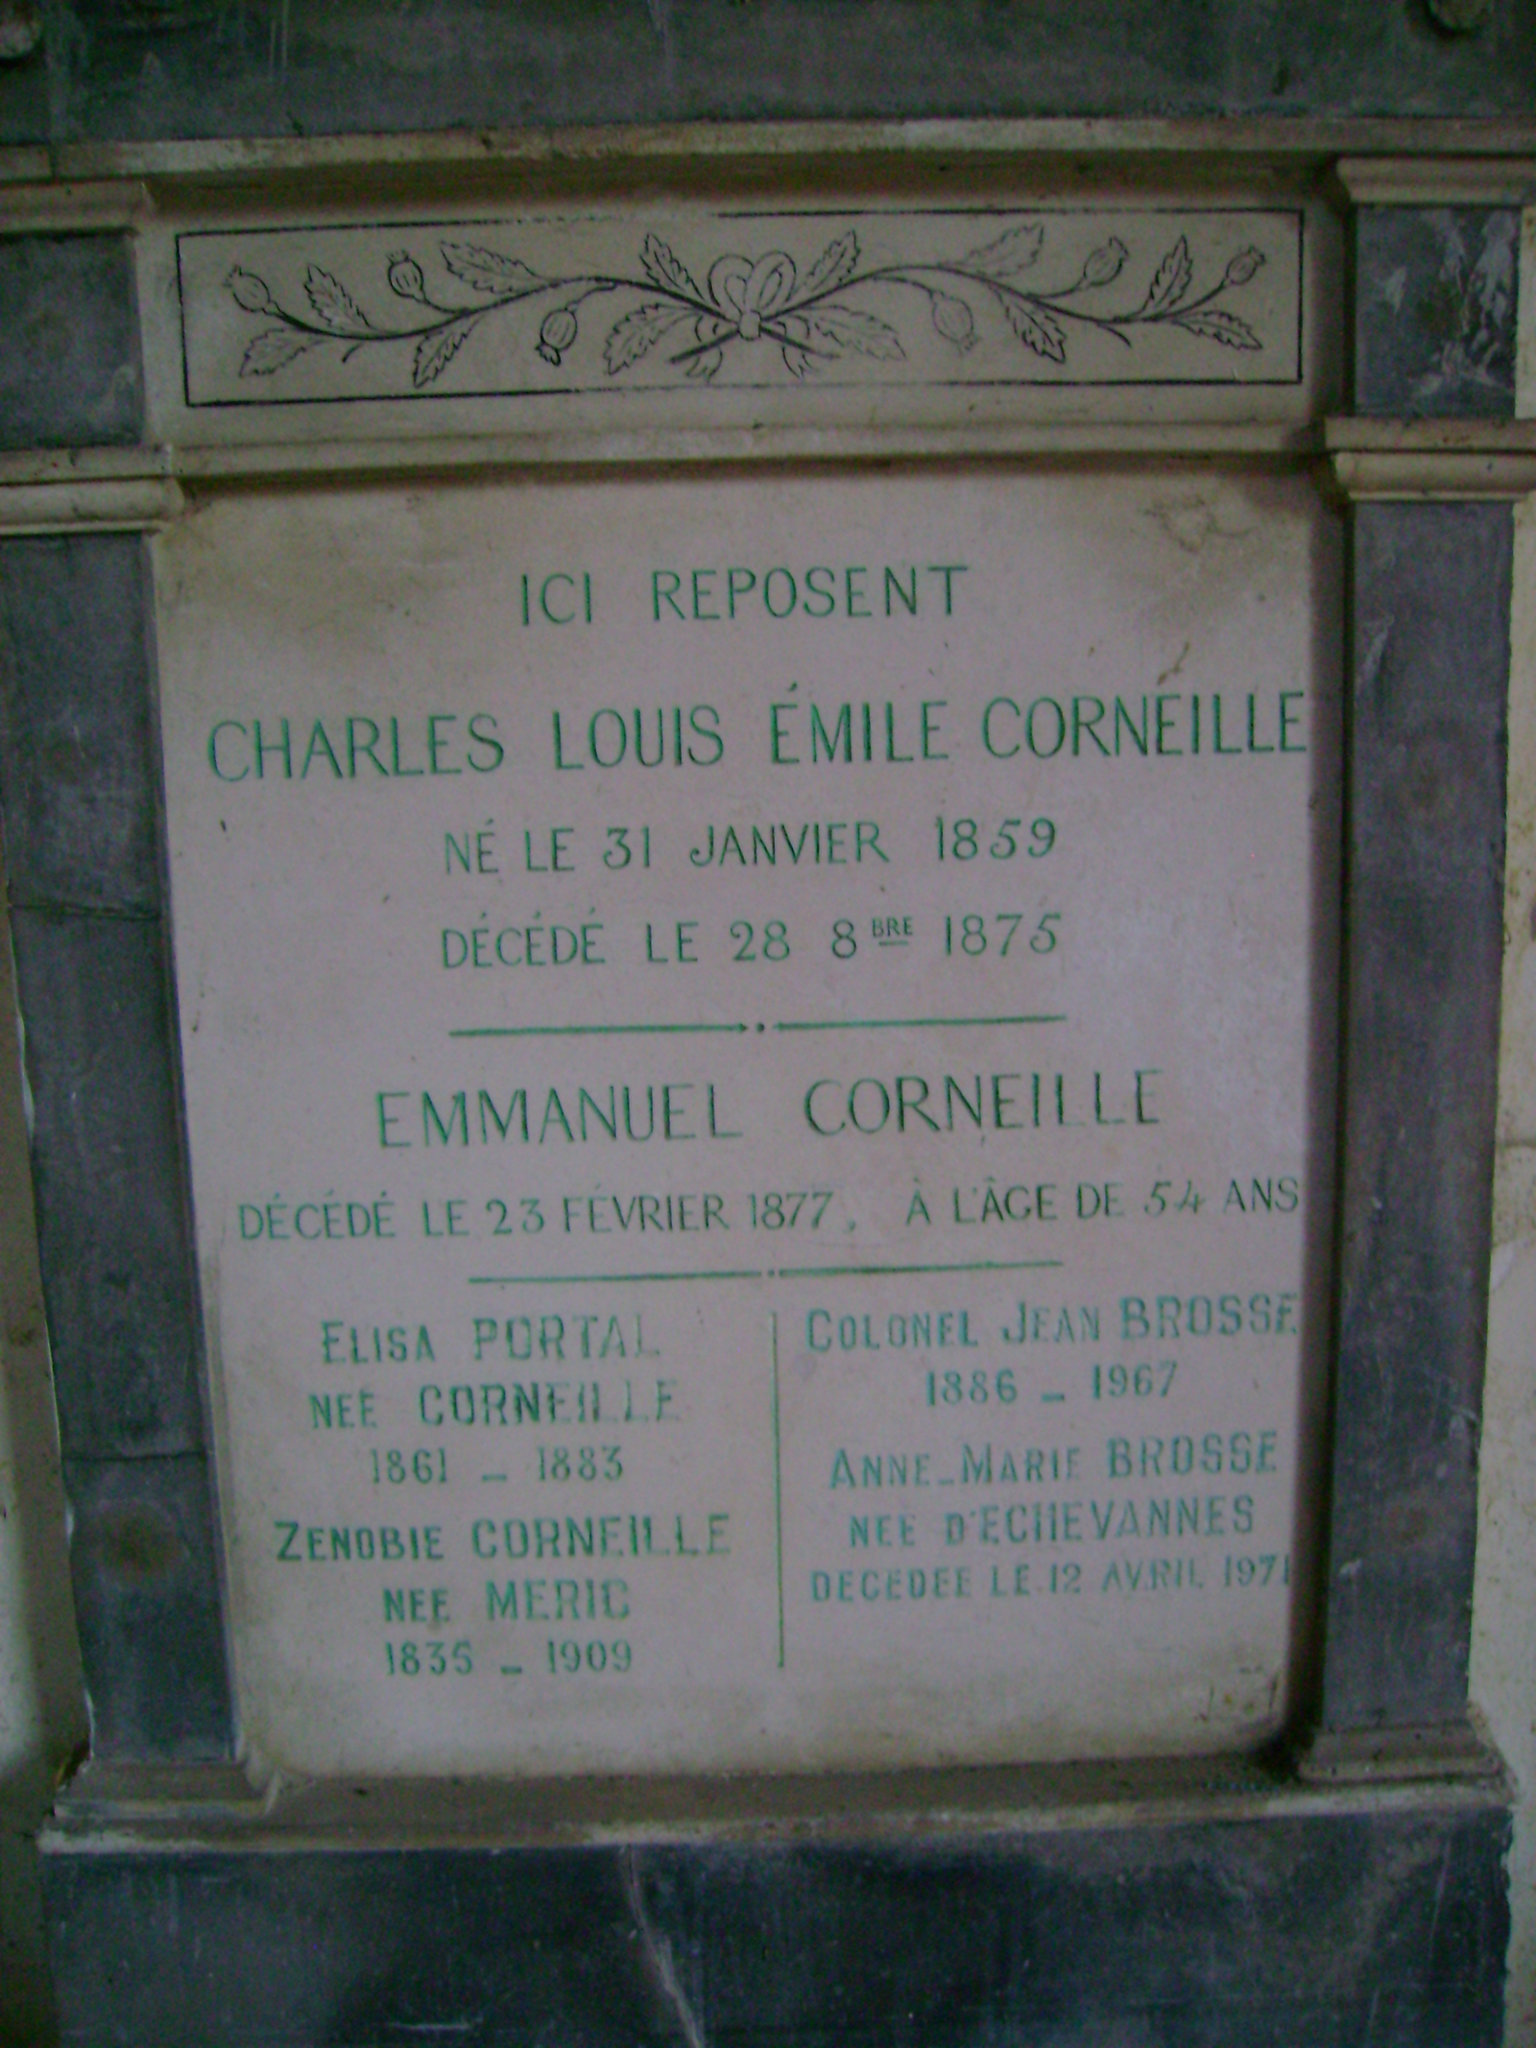 ICI REPOSENT
CHARLES LOUIS ÉMILE CORNEILLE
NÉ LE 31 JANVIER 1859
DÉCÉDÉ LE 28 8BRE 1875
EMMANUEL CORNEILLE
DÉCÉDÉ LE 23 FÉVRIER 1877, À L'ÂGE DE 54 ANS
ELISA PORTAL
NEE CORNEILLE
1861 - 1883
ZENOBIE CORNEILLE
NEE MERIC
1835 - 1909
COLONEL JEAN BROSSE
1886 - 1967
ANNE-MARIE BROSSE
NEE D'ECHEVANNES
DECEDEE LE 12 AVRIL 1971